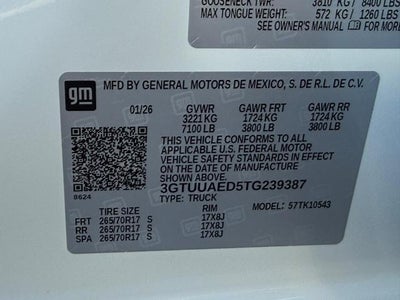 GOOSENECK TWR: 3810 KG / 8400 LBS
MAX TONGUE WEIGHT: 572 KG / 1260 LBS
SEE OWNER'S MANUAL FOR MORE
gm
MFD BY GENERAL MOTORS DE MEXICO, S. DE R.L. DE C.V.
01/26 GVWR GAWR FRT GAWR RR
3221 KG 1724 KG 1724 KG
7100 LB 3800 LB 3800 LB
THIS VEHICLE CONFORMS TO ALL
APPLICABLE U.S. FEDERAL MOTOR
VEHICLE SAFETY STANDARDS IN EFFECT
ON THE DATE OF MANUFACTURE
SHOWN ABOVE.
3GTUUAED5TG239387
8624 TYPE: TRUCK 57TK10543
TIRE SIZE RIM
FRT 265/70R17 S 17X8J
RR 265/70R17 S 17X8J
SPA 265/70R17 S 17X8J